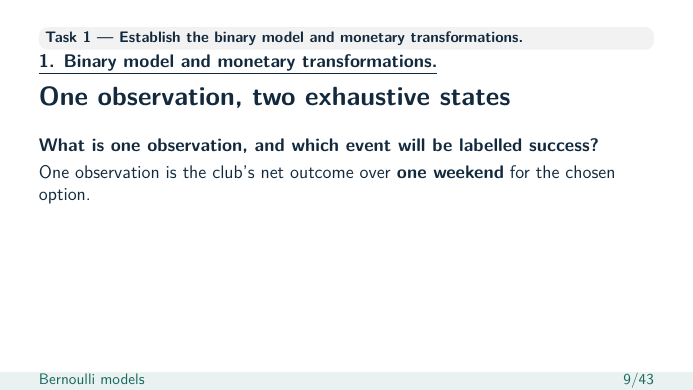 Task 1 — Establish the binary model and monetary transformations.
1. Binary model and monetary transformations.
One observation, two exhaustive states
What is one observation, and which event will be labelled success?
One observation is the club's net outcome over one weekend for the chosen
option.
Bernoulli models
9/43